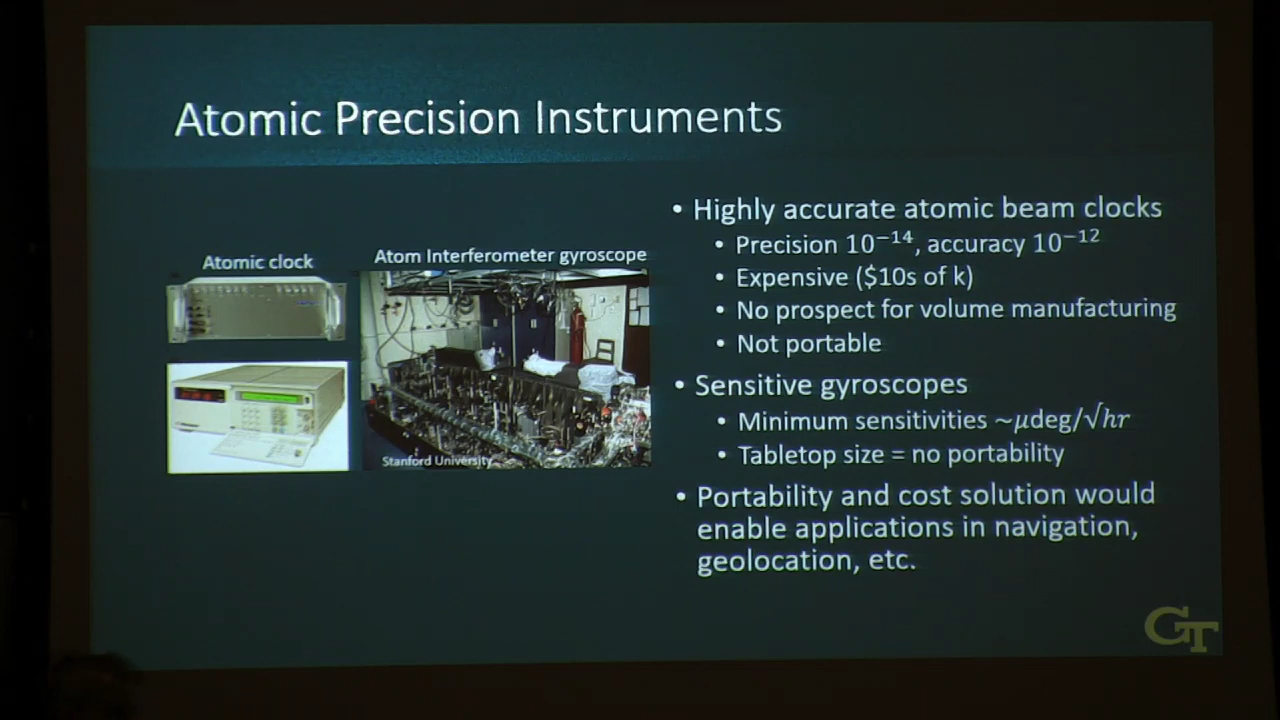 Atomic Precision Instruments
Atomic clock
Atom Interferometer gyroscope
Stanford University
• Highly accurate atomic beam clocks
• Precision 10⁻¹⁴, accuracy 10⁻¹²
• Expensive ($10s of k)
• No prospect for volume manufacturing
• Not portable
• Sensitive gyroscopes
• Minimum sensitivities ~μdeg/√hr
• Tabletop size = no portability
• Portability and cost solution would
enable applications in navigation,
geolocation, etc.
GT